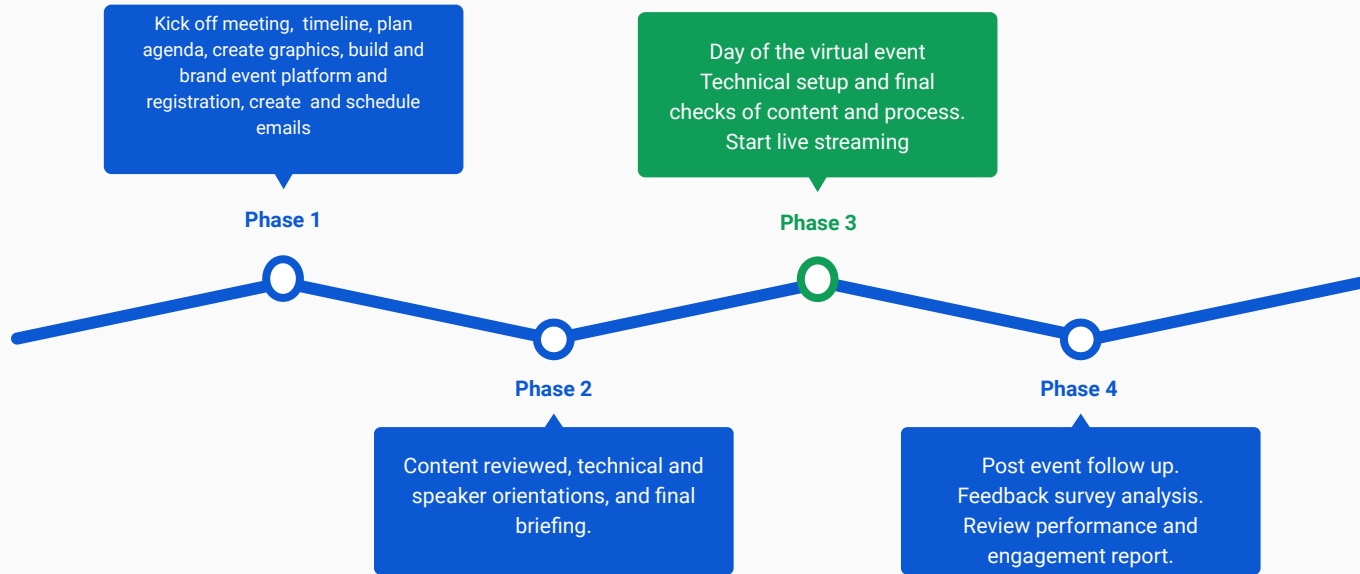 Kick off meeting, timeline, plan
agenda, create graphics, build and
brand event platform and
registration, create and schedule
emails
Phase 1
Day of the virtual event
Technical setup and final
checks of content and process.
Start live streaming
Phase 3
Phase 2
Content reviewed, technical and
speaker orientations, and final
briefing.
Phase 4
Post event follow up.
Feedback survey analysis.
Review performance and
engagement report.